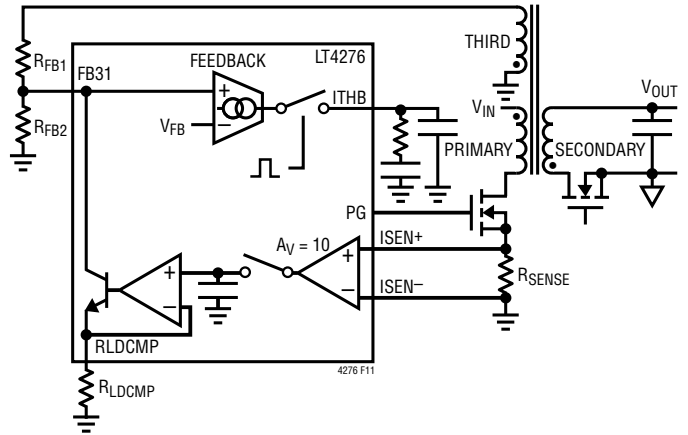 THIRD
RFB1
FEEDBACK
LT4276
FB31
+
ITHB
VIN
VOUT
RFB2
VFB
−
PRIMARY
SECONDARY
PG
AV = 10
ISEN+
+
+
RSENSE
−
−
ISEN−
RLDCMP
4276 F11
RLDCMP